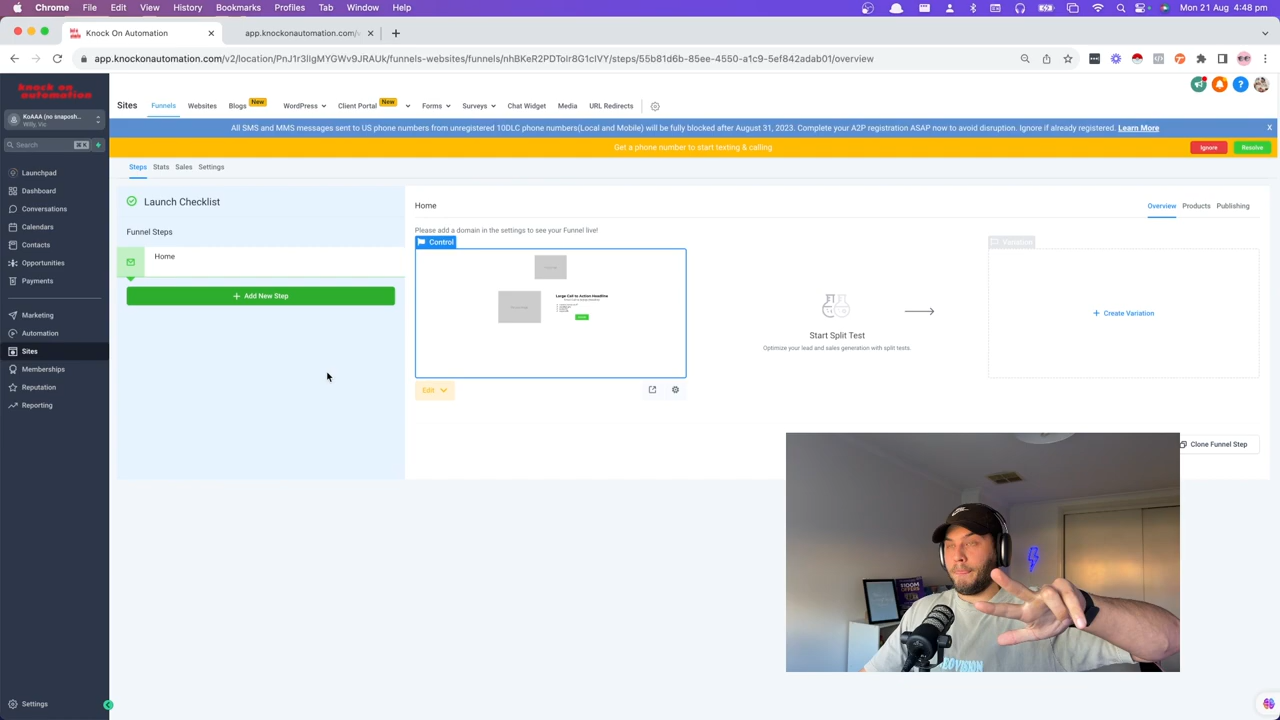 Chrome File Edit View History Bookmarks Profiles Tab Window Help
1:48
Knock On Automation
app.knockonautomation.com/v
app.knockonautomation.com/v2/location/PnJ1r3lIgMYGWv9JRAUk/funnels-websites/funnels/nhBKeR2PDToIr8G1cIVY/steps/55b81d6b-85ee-4550-a1c9-5ef842adab01/overview
knock on
automation
Sites
Funnels
Websites
Blogs
New
WordPress
Client Portal
New
Forms
Surveys
Chat Widget
Media
URL Redirects
KoAAA (no snaposh...
Willy, Vic
All SMS and MMS messages sent to US phone numbers from unregistered 10DLC phone numbers(Local and Mobile) will be fully blocked after August 31, 2023. Complete your A2P registration ASAP now to avoid disruption. Ignore if already registered. Learn More
X
Search
⌘K
Get a phone number to start texting & calling
Ignore
Resolve
Steps
Stats
Sales
Settings
Launchpad
Dashboard
Conversations
Calendars
Contacts
Opportunities
Payments
Marketing
Automation
Sites
Memberships
Reputation
Reporting
Settings
Launch Checklist
Funnel Steps
Home
+ Add New Step
Home
Overview
Products
Publishing
Please add a domain in the settings to see your Funnel live!
Control
Variation
Large Call to Action Headline
Start Split Test
Optimize your lead and sales generation with split tests.
+ Create Variation
Edit
Clone Funnel Step
$100M
OFFERS